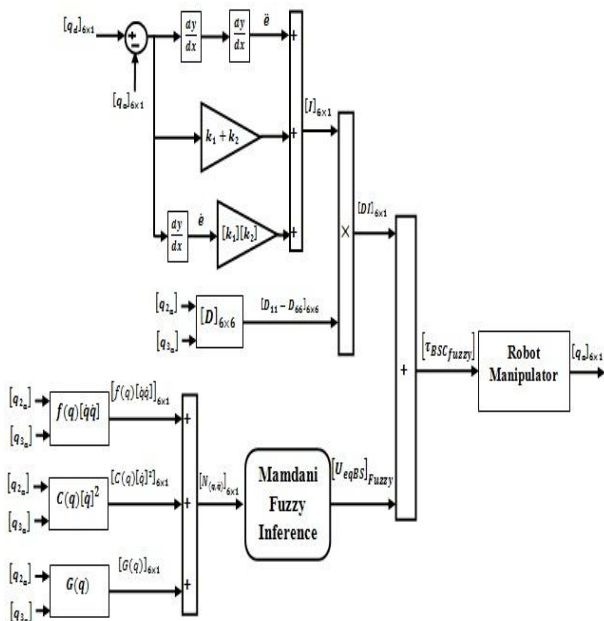 [q_d]_{6×1}
+
−
[q_a]_{6×1}
dy/dx
dy/dx
ë
+
k_1 + k_2
+
[I]_{6×1}
dy/dx
ė
[k_1][k_2]
+
×
[DI]_{6×1}
[q_{2_a}]
[q_{3_a}]
[D]_{6×6}
[D_{11} − D_{66}]_{6×6}
+
[τ_{BSC_{fuzzy}}]
Robot
Manipulator
[q_a]_{6×1}
[q_{2_a}]
[q_{3_a}]
f(q)[q̇q̇]
[f(q)[q̇q̇]]_{6×1}
+
[q_{2_a}]
[q_{3_a}]
C(q)[q̇]^2
[C(q)[q̇]^2]_{6×1}
+
[N_{(q,q̇)}]_{6×1}
Mamdani
Fuzzy
Inference
[U_{eqBS}]_{Fuzzy}
[q_{2_a}]
[q_{3_a}]
G(q)
[G(q)]_{6×1}
+